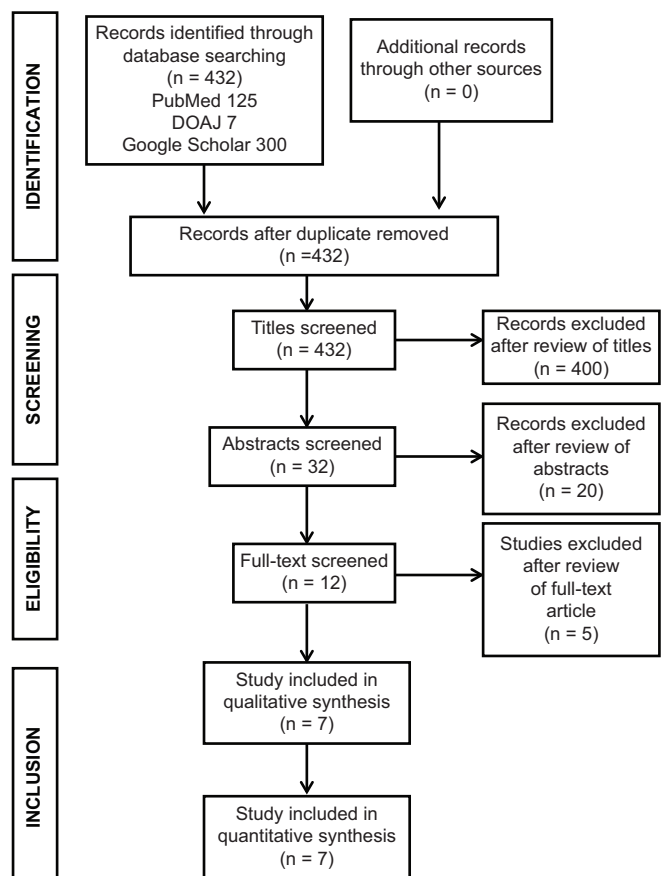 IDENTIFICATION
Records identified through
database searching
(n = 432)
PubMed 125
DOAJ 7
Google Scholar 300
Additional records
through other sources
(n = 0)
Records after duplicate removed
(n =432)
SCREENING
Titles screened
(n = 432)
Records excluded
after review of titles
(n = 400)
Abstracts screened
(n = 32)
Records excluded
after review of
abstracts
(n = 20)
ELIGIBILITY
Full-text screened
(n = 12)
Studies excluded
after review
of full-text
article
(n = 5)
INCLUSION
Study included in
qualitative synthesis
(n = 7)
Study included in
quantitative synthesis
(n = 7)